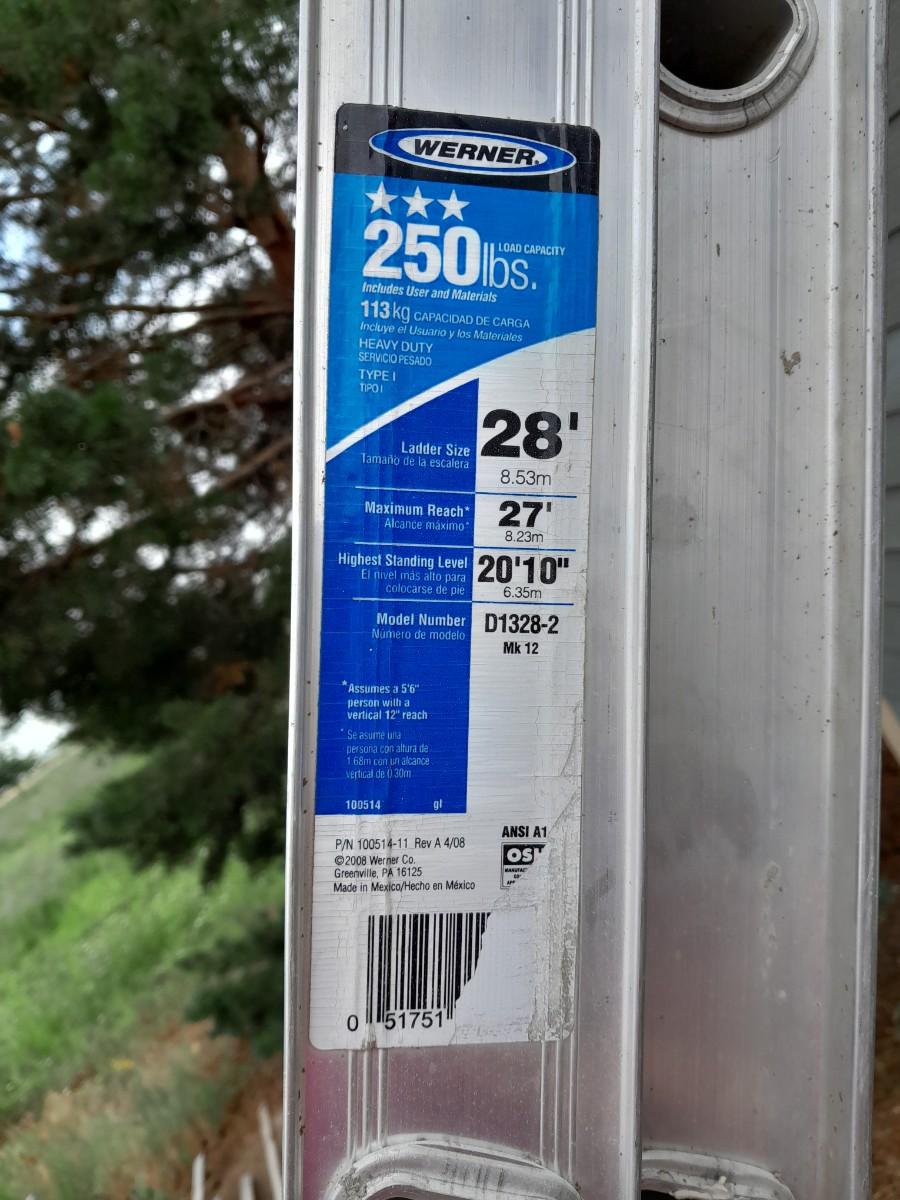 WERNER
250 lbs. LOAD CAPACITY
Includes User and Materials
113 kg CAPACIDAD DE CARGA
Incluye el Usuario y los Materiales
HEAVY DUTY
SERVICIO PESADO
TYPE I
TIPO I
Ladder Size 28'
Tamaño de la escalera 8.53m
Maximum Reach* 27'
Alcance máximo* 8.23m
Highest Standing Level 20'10"
El nivel más alto para
colocarse de pie 6.35m
Model Number D1328-2
Número de modelo
Mk 12
*Assumes a 5'6"
person with a
vertical 12" reach
* Se asume una
persona con altura de
1.68m con un alcance
vertical de 0.30m
100514 gl
P/N 100514-11 Rev A 4/08
©2008 Werner Co.
Greenville, PA 16125
Made in Mexico/Hecho en México
ANSI A1
0 51751